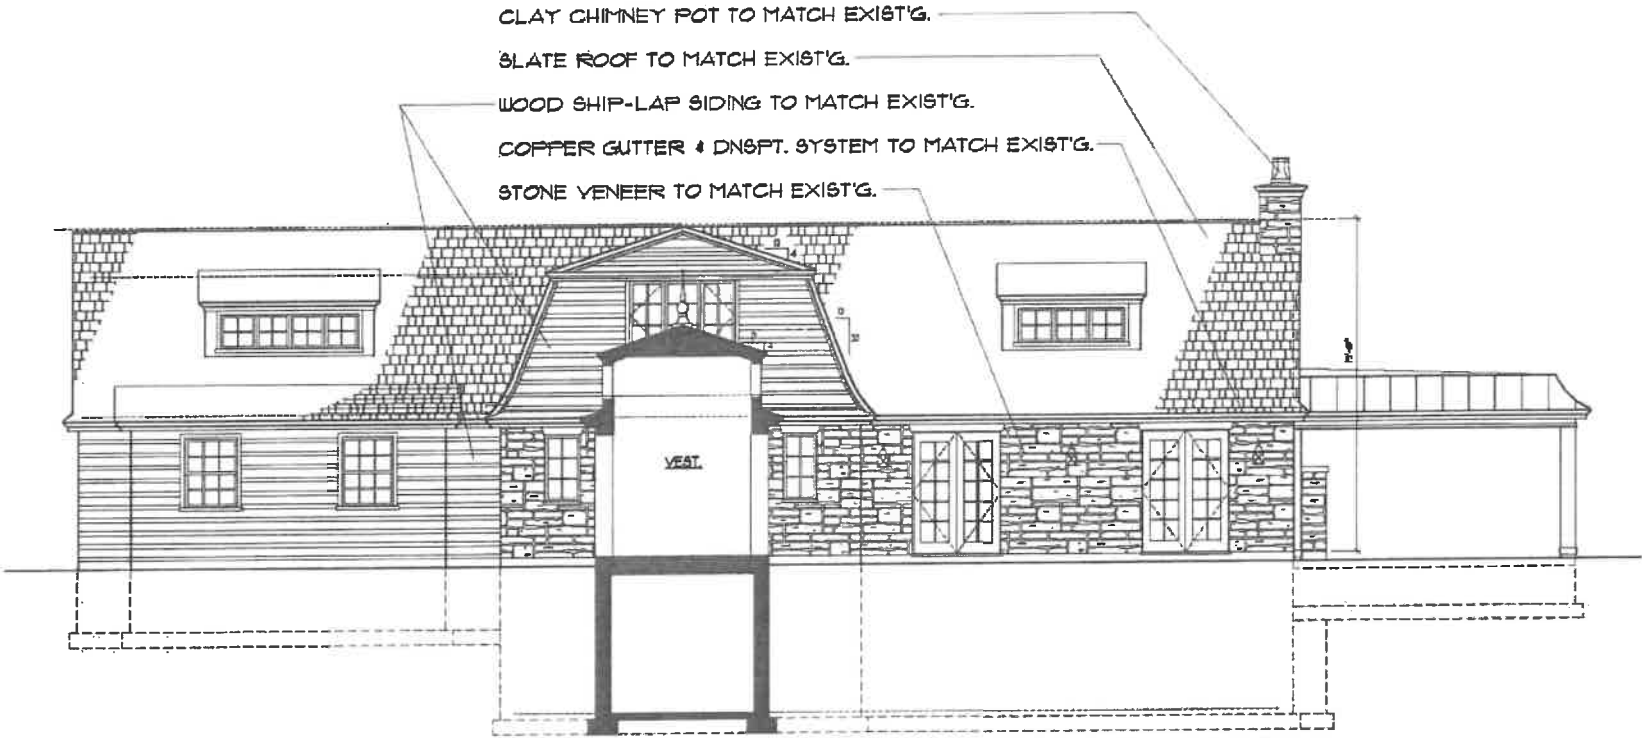 CLAY CHIMNEY POT TO MATCH EXIST'G.
SLATE ROOF TO MATCH EXIST'G.
WOOD SHIP-LAP SIDING TO MATCH EXIST'G.
COPPER GUTTER & DNSPT. SYSTEM TO MATCH EXIST'G.
STONE VENEER TO MATCH EXIST'G.
VEST.